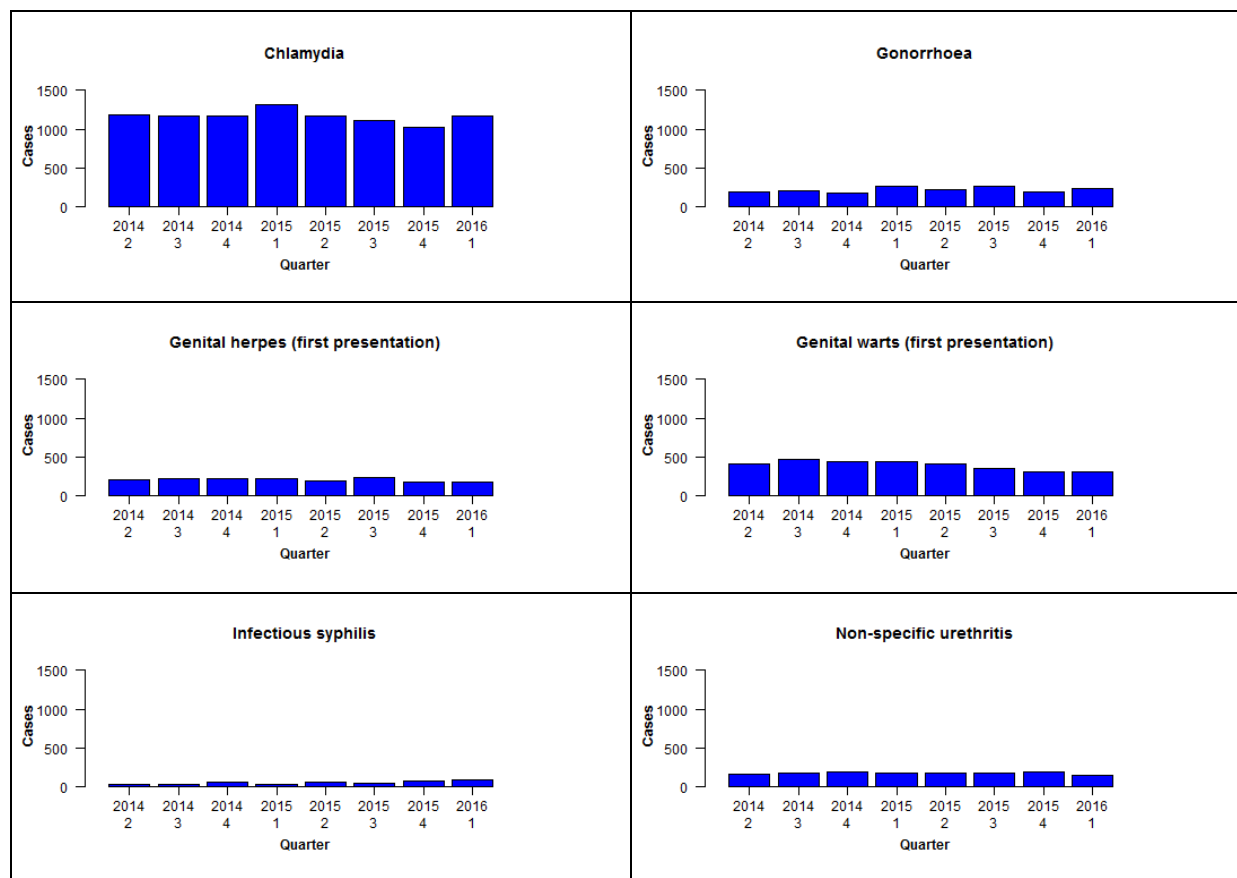 Chlamydia
1500
1000
500
0
Cases
2014 2014 2014 2015 2015 2015 2015 2016
2 3 4 1 2 3 4 1
Quarter
Gonorrhoea
1500
1000
500
0
Cases
2014 2014 2014 2015 2015 2015 2015 2016
2 3 4 1 2 3 4 1
Quarter
Genital herpes (first presentation)
1500
1000
500
0
Cases
2014 2014 2014 2015 2015 2015 2015 2016
2 3 4 1 2 3 4 1
Quarter
Genital warts (first presentation)
1500
1000
500
0
Cases
2014 2014 2014 2015 2015 2015 2015 2016
2 3 4 1 2 3 4 1
Quarter
Infectious syphilis
1500
1000
500
0
Cases
2014 2014 2014 2015 2015 2015 2015 2016
2 3 4 1 2 3 4 1
Quarter
Non-specific urethritis
1500
1000
500
0
Cases
2014 2014 2014 2015 2015 2015 2015 2016
2 3 4 1 2 3 4 1
Quarter